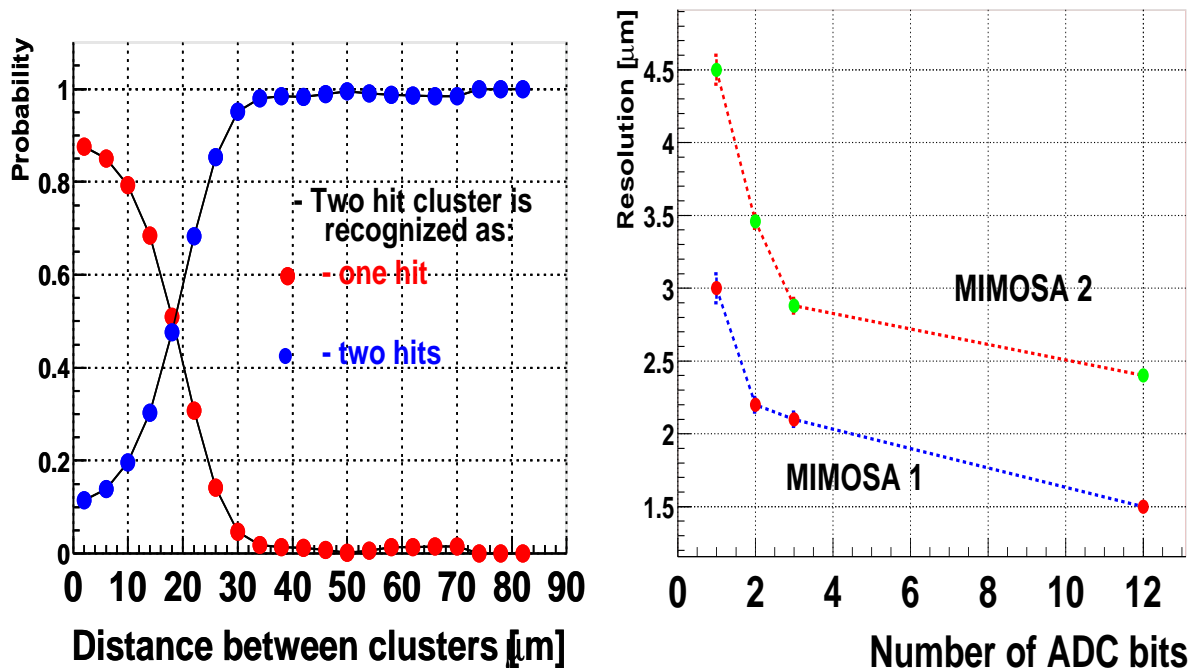 Probability
1
0.8
0.6
0.4
0.2
0
0 10 20 30 40 50 60 70 80 90
Distance between clusters [μm]
- Two hit cluster is
recognized as:
- one hit
- two hits
Resolution [μm]
4.5
4
3.5
3
2.5
2
1.5
0 2 4 6 8 10 12
Number of ADC bits
MIMOSA 2
MIMOSA 1